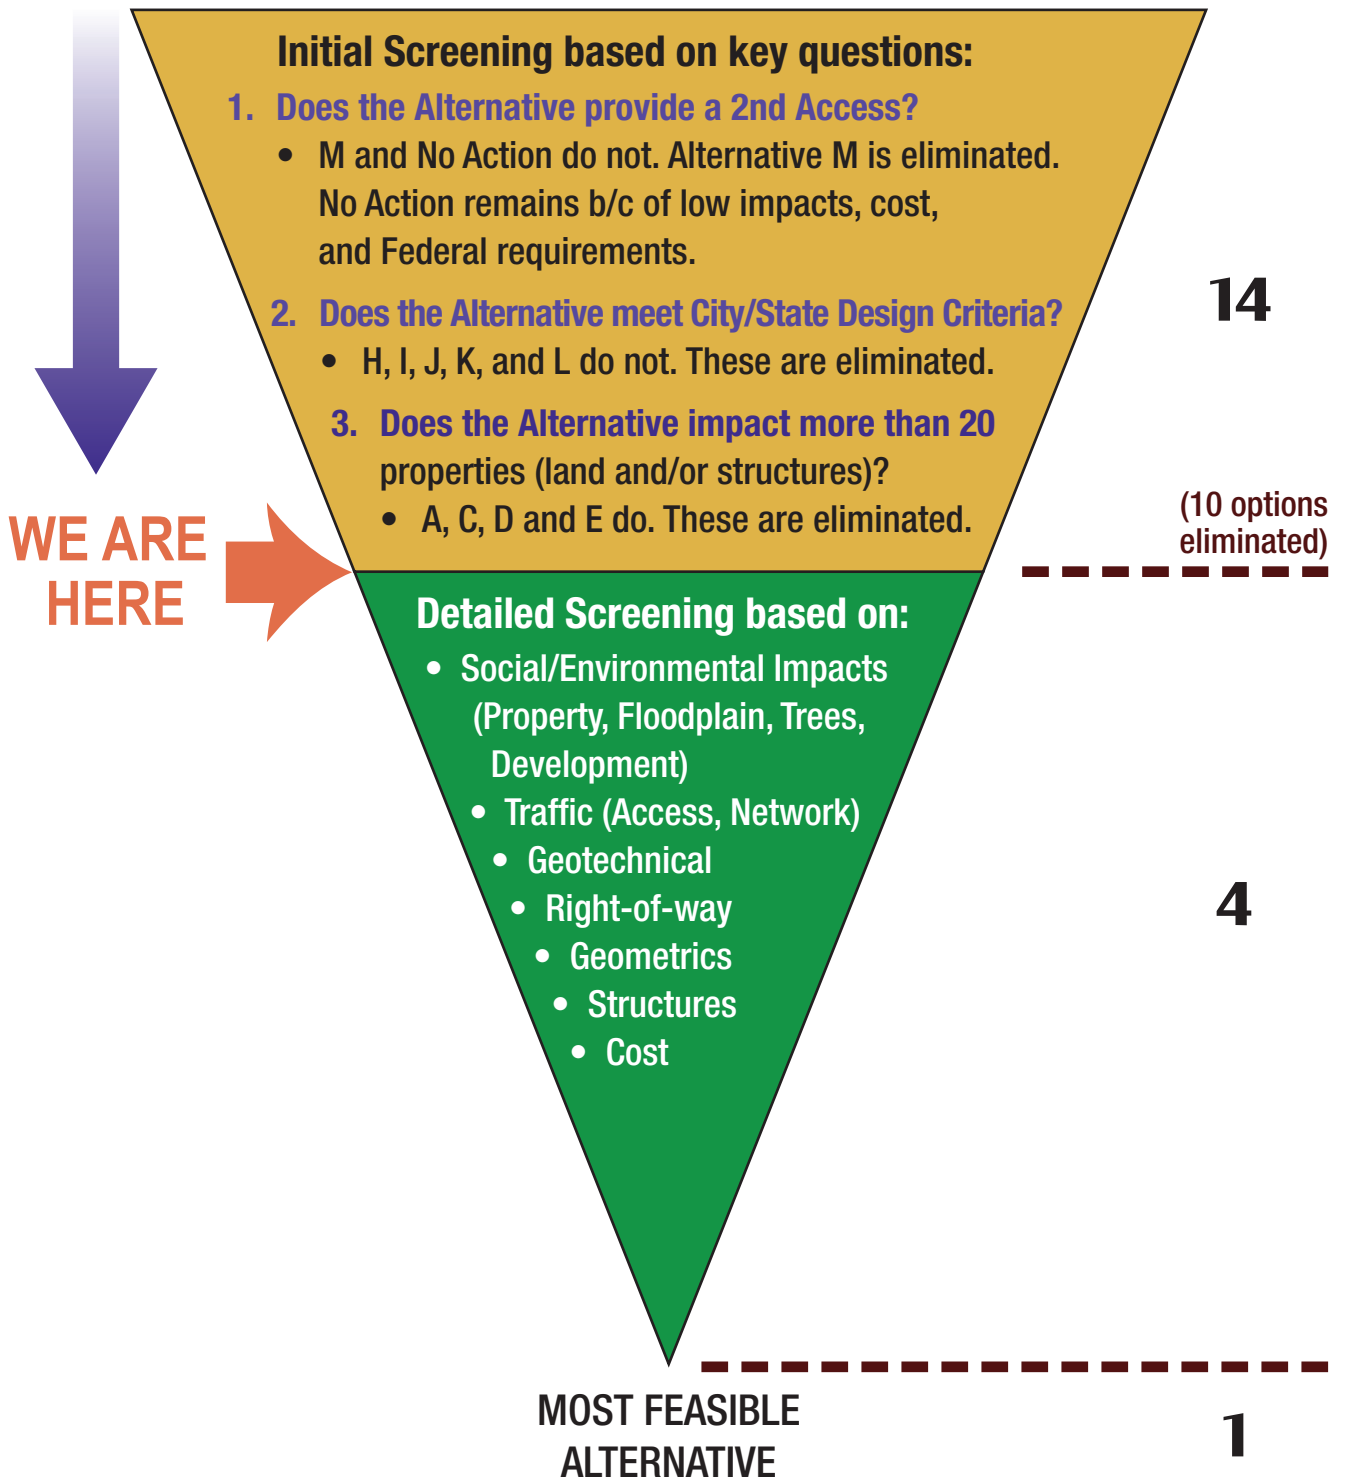 Initial Screening based on key questions:
1. Does the Alternative provide a 2nd Access?
• M and No Action do not. Alternative M is eliminated.
No Action remains b/c of low impacts, cost,
and Federal requirements.
2. Does the Alternative meet City/State Design Criteria?
• H, I, J, K, and L do not. These are eliminated.
3. Does the Alternative impact more than 20
properties (land and/or structures)?
• A, C, D and E do. These are eliminated.
14
(10 options
eliminated)
WE ARE
HERE
Detailed Screening based on:
• Social/Environmental Impacts
(Property, Floodplain, Trees,
Development)
• Traffic (Access, Network)
• Geotechnical
• Right-of-way
• Geometrics
• Structures
• Cost
4
MOST FEASIBLE
ALTERNATIVE
1